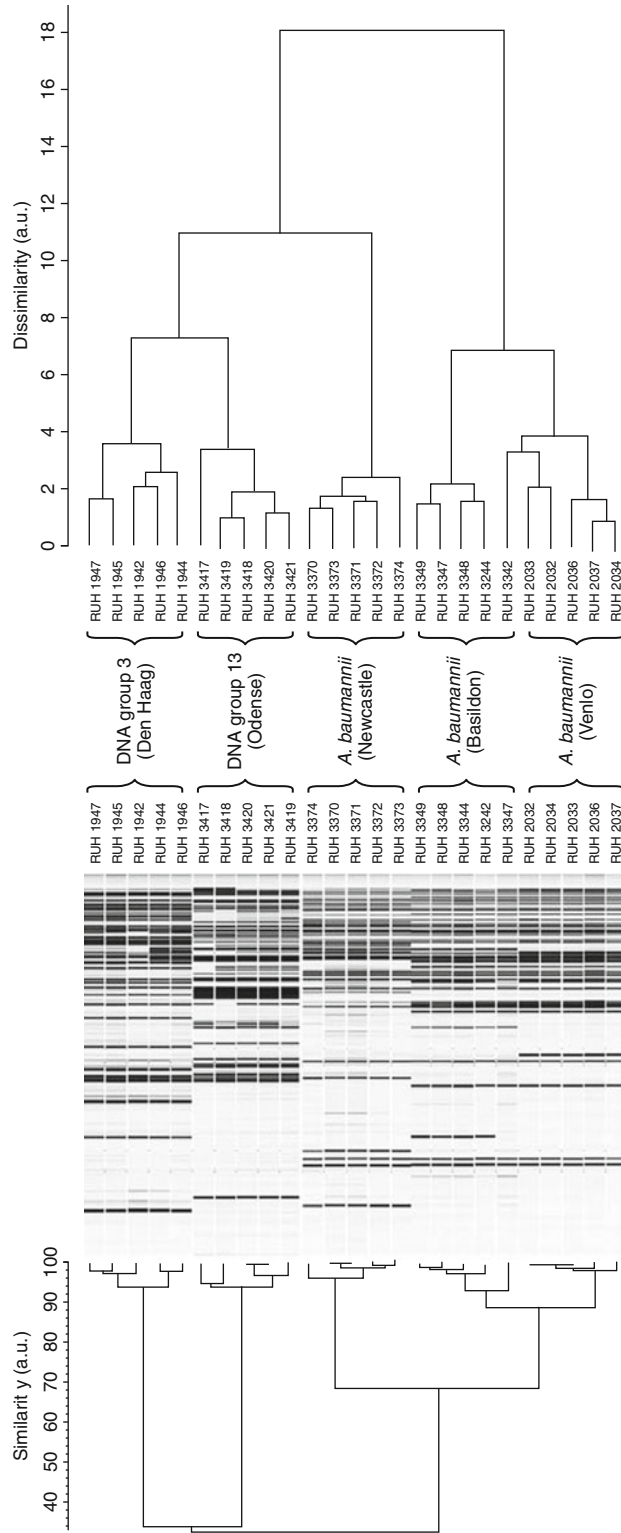 Dissimilarity (a.u.)
0 2 4 6 8 10 12 14 16 18
RUH 1947
RUH 1945
RUH 1942
RUH 1946
RUH 1944
RUH 3417
RUH 3419
RUH 3418
RUH 3420
RUH 3421
RUH 3370
RUH 3373
RUH 3371
RUH 3372
RUH 3374
RUH 3349
RUH 3347
RUH 3348
RUH 3244
RUH 3342
RUH 2033
RUH 2032
RUH 2036
RUH 2037
RUH 2034
DNA group 3
(Den Haag)
DNA group 13
(Odense)
A. baumannii
(Newcastle)
A. baumannii
(Basildon)
A. baumannii
(Venlo)
RUH 1947
RUH 1945
RUH 1942
RUH 1944
RUH 1946
RUH 3417
RUH 3418
RUH 3420
RUH 3421
RUH 3419
RUH 3374
RUH 3370
RUH 3371
RUH 3372
RUH 3373
RUH 3349
RUH 3348
RUH 3344
RUH 3242
RUH 3347
RUH 2032
RUH 2034
RUH 2033
RUH 2036
RUH 2037
Similarit y (a.u.)
40 50 60 70 80 90 100